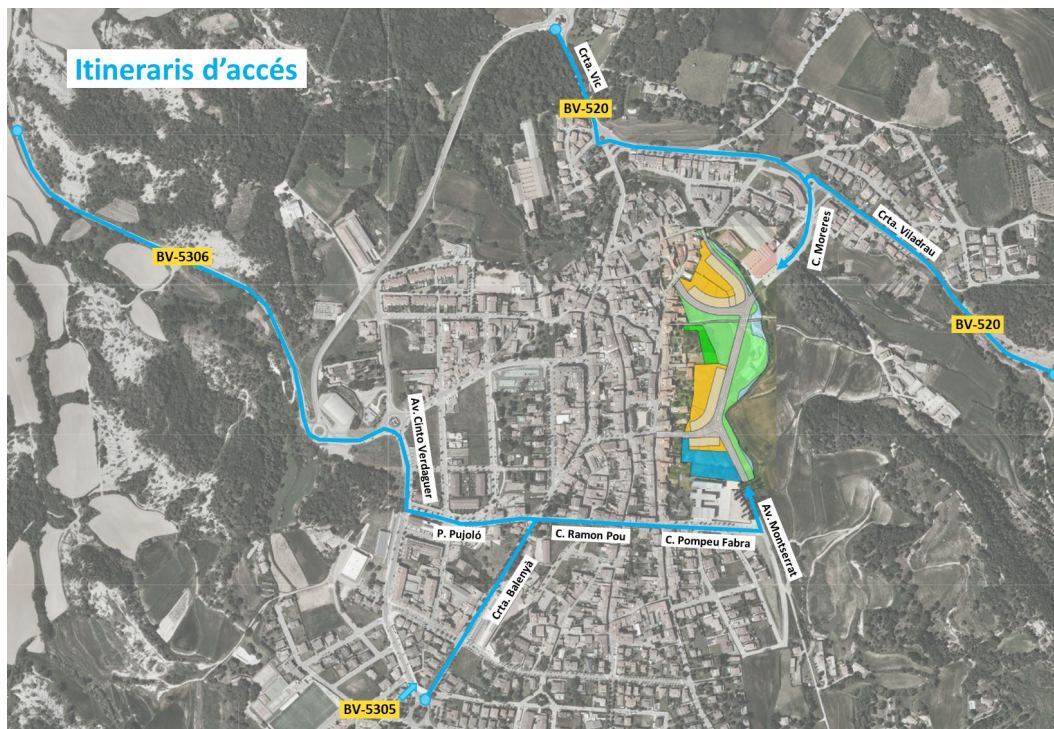 Itineraris d’accés
Crta. Vic
BV-520
C. Moreres
Crta. Viladrau
BV-5306
BV-520
Av. Cinto Verdaguer
P. Pujoló
C. Ramon Pou
C. Pompeu Fabra
Av. Montserrat
Crta. Balenyà
BV-5305